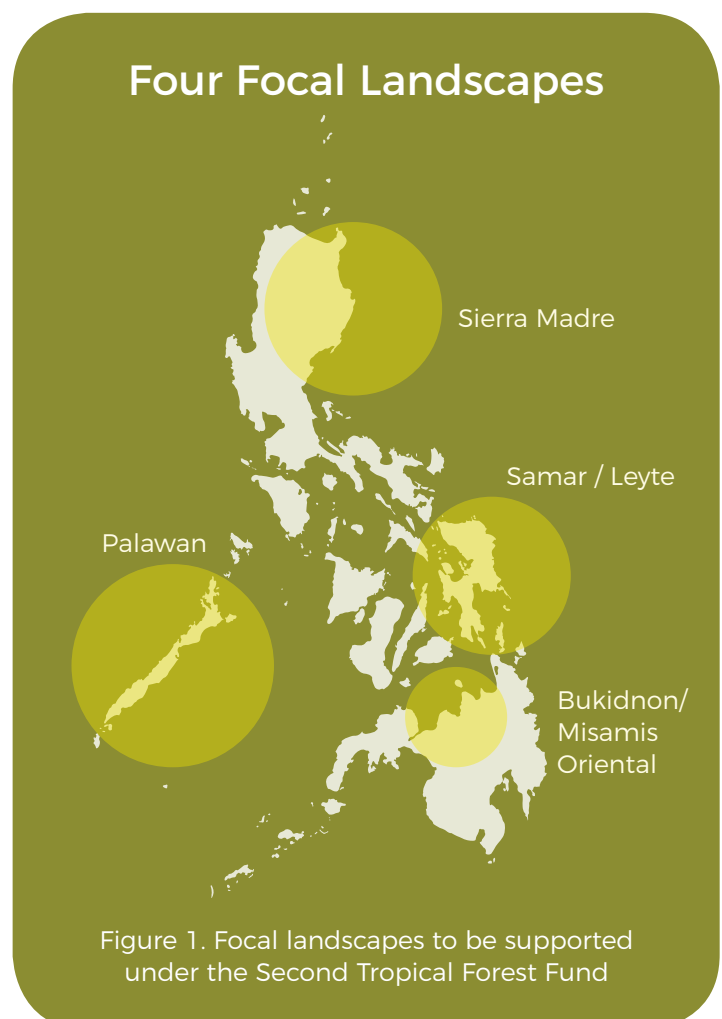 Four Focal Landscapes
Sierra Madre
Samar / Leyte
Palawan
Bukidnon/
Misamis
Oriental
Figure 1. Focal landscapes to be supported
under the Second Tropical Forest Fund